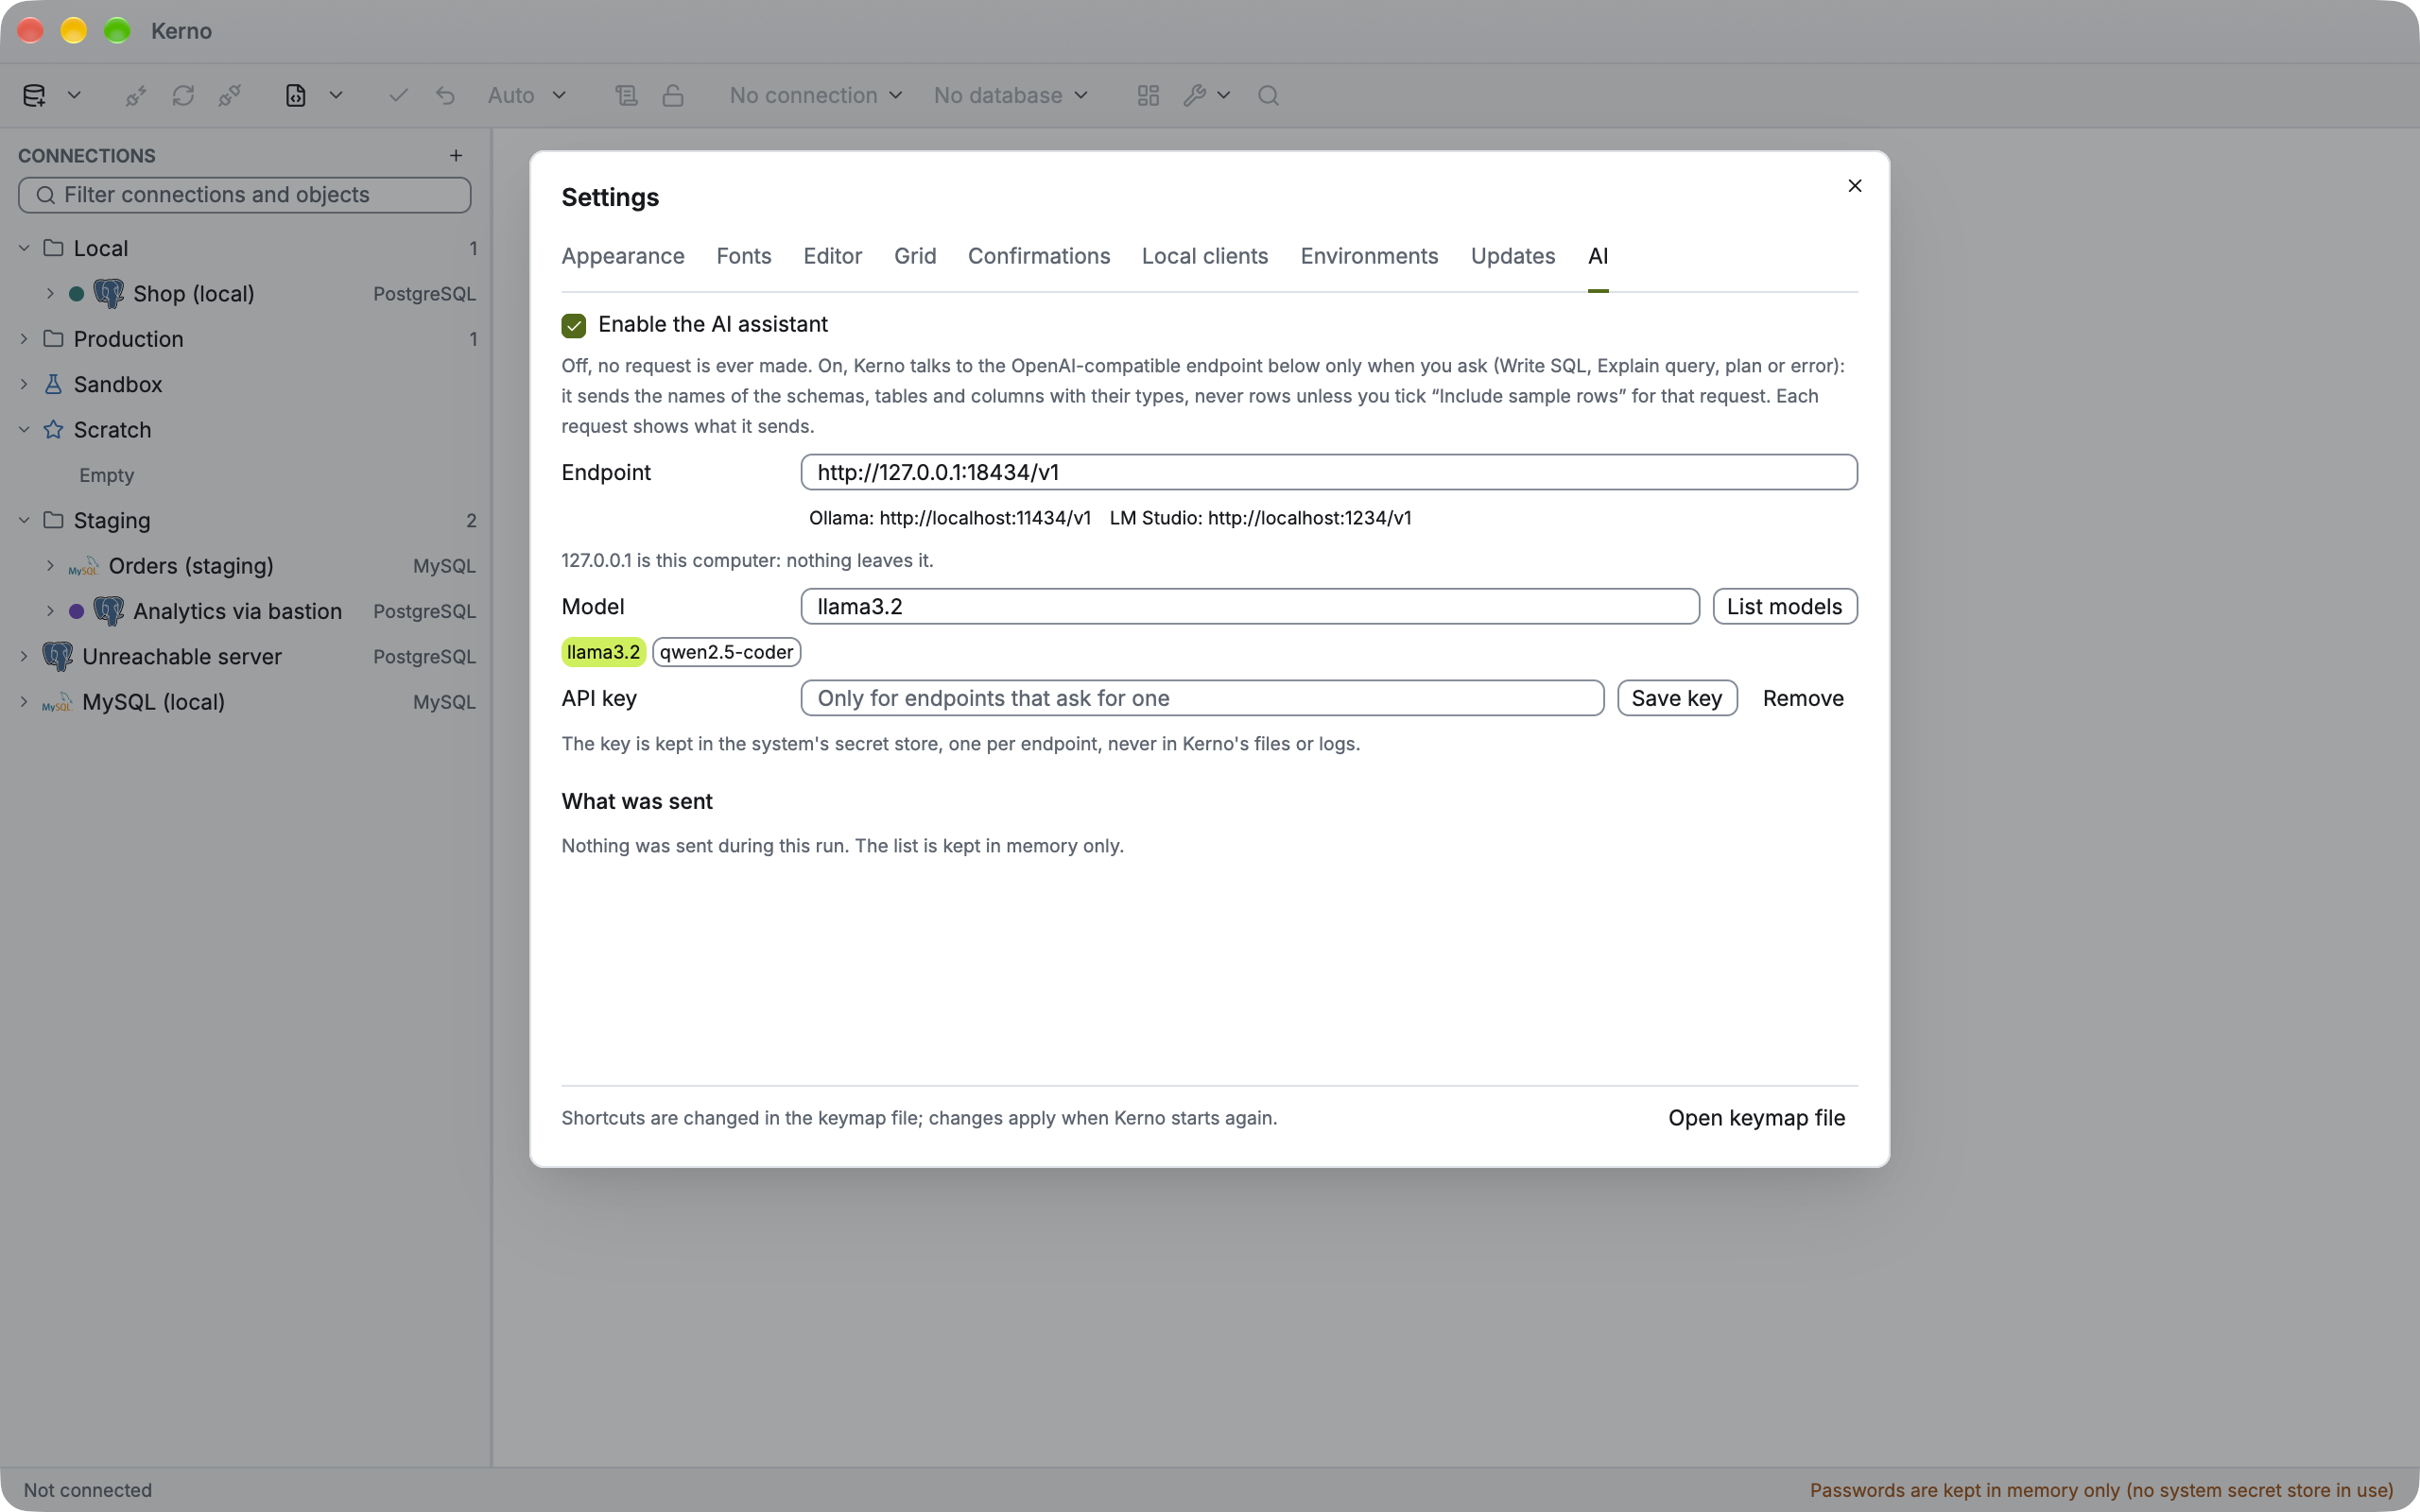 Kerno
Auto
No connection
No database
CONNECTIONS
Filter connections and objects
Local 1
Shop (local) PostgreSQL
Production 1
Sandbox
Scratch
Empty
Staging 2
MySQL Orders (staging) MySQL
Analytics via bastion PostgreSQL
Unreachable server PostgreSQL
MySQL MySQL (local) MySQL
Settings
Appearance Fonts Editor Grid Confirmations Local clients Environments Updates AI
Enable the AI assistant
Off, no request is ever made. On, Kerno talks to the OpenAI-compatible endpoint below only when you ask (Write SQL, Explain query, plan or error):
it sends the names of the schemas, tables and columns with their types, never rows unless you tick “Include sample rows” for that request. Each
request shows what it sends.
Endpoint http://127.0.0.1:18434/v1
Ollama: http://localhost:11434/v1 LM Studio: http://localhost:1234/v1
127.0.0.1 is this computer: nothing leaves it.
Model llama3.2 List models
llama3.2 qwen2.5-coder
API key Only for endpoints that ask for one Save key Remove
The key is kept in the system's secret store, one per endpoint, never in Kerno's files or logs.
What was sent
Nothing was sent during this run. The list is kept in memory only.
Shortcuts are changed in the keymap file; changes apply when Kerno starts again. Open keymap file
Not connected
Passwords are kept in memory only (no system secret store in use)